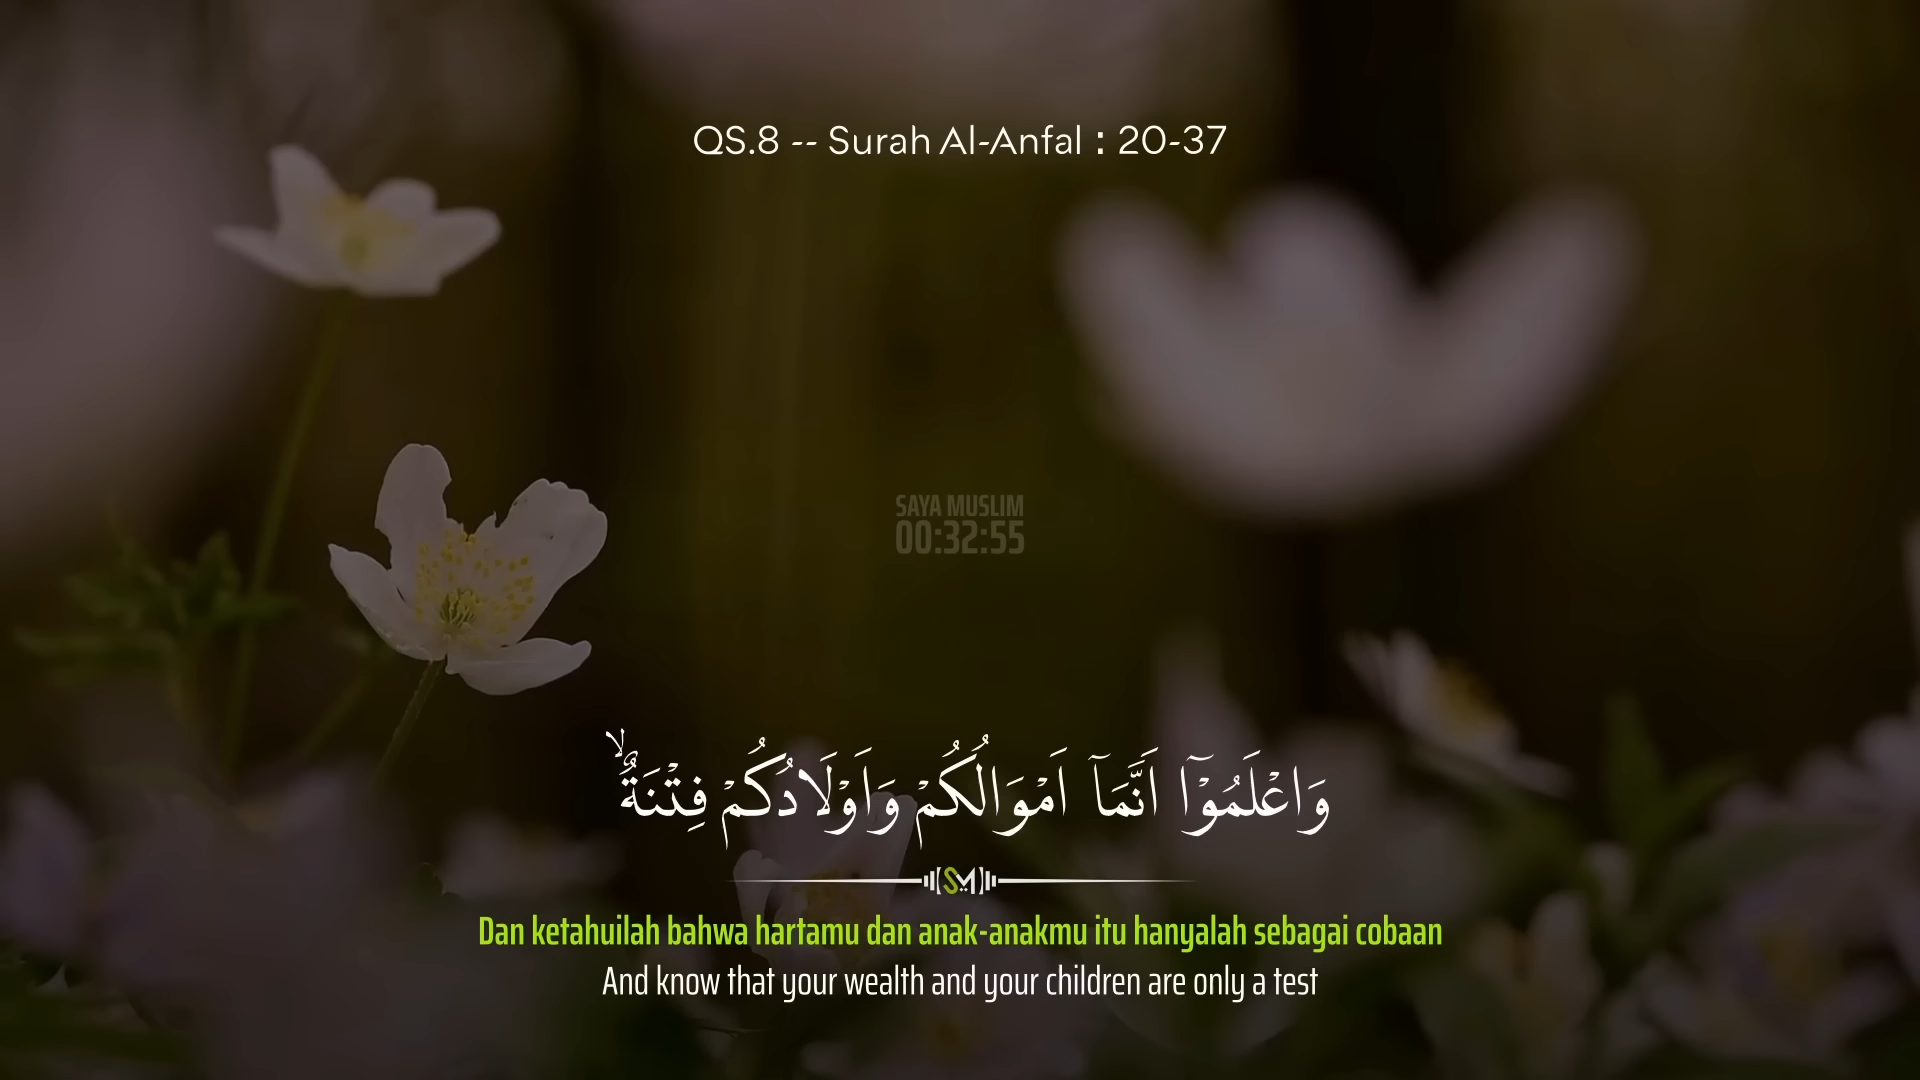 QS.8 -- Surah Al-Anfal : 20-37
SAYA MUSLIM
00:32:55
وَاعْلَمُوْٓا اَنَّمَآ اَمْوَالُكُمْ وَاَوْلَادُكُمْ فِتْنَةٌۙ
SM
Dan ketahuilah bahwa hartamu dan anak-anakmu itu hanyalah sebagai cobaan
And know that your wealth and your children are only a test